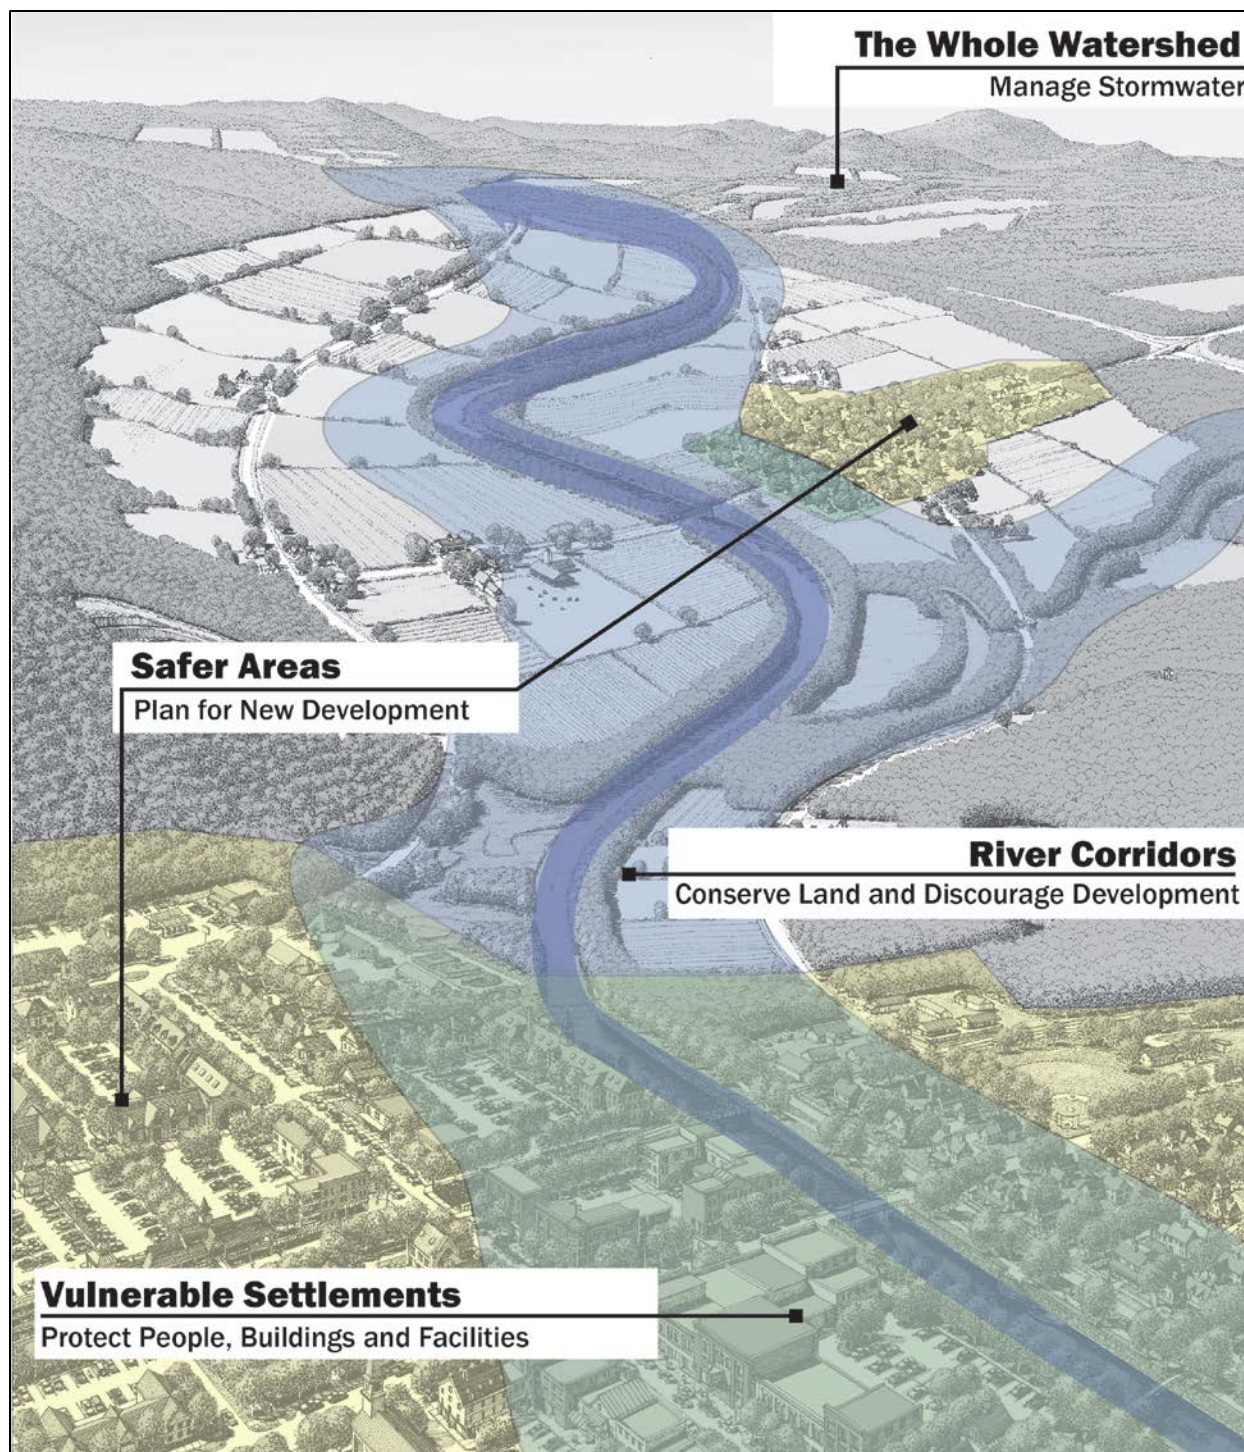 The Whole Watershed
Manage Stormwater
Safer Areas
Plan for New Development
River Corridors
Conserve Land and Discourage Development
Vulnerable Settlements
Protect People, Buildings and Facilities